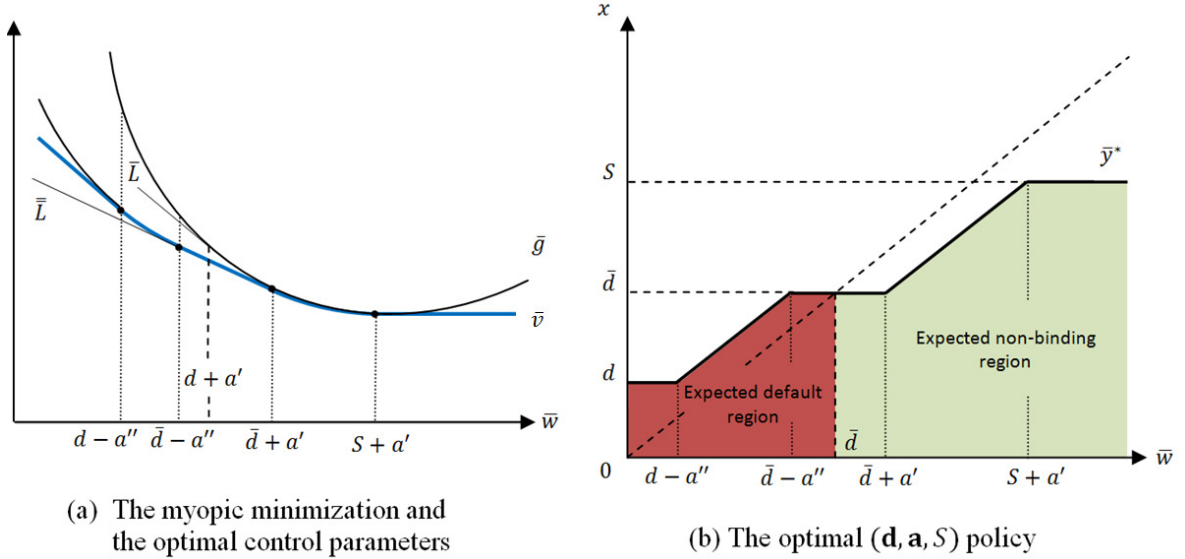 L̄
L̿
ḡ
v̄
d + a′
w̄
d − a″
d̄ − a″
d̄ + a′
S + a′
(a) The myopic minimization and
the optimal control parameters
x
ȳ*
S
d̄
Expected non-binding
region
d
Expected default
region
d̄
0
w̄
d − a″
d̄ − a″
d̄ + a′
S + a′
(b) The optimal (d, a, S) policy